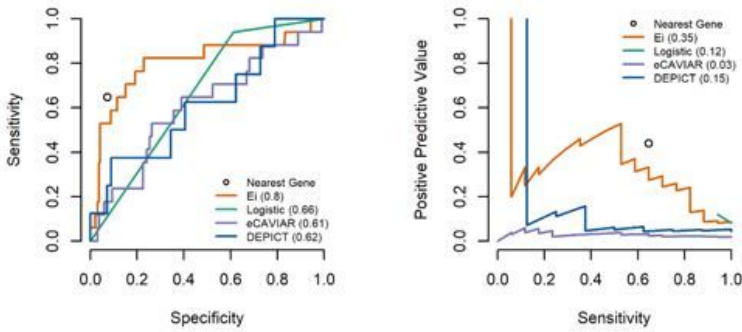 Sensitivity
1.0
0.8
0.6
0.4
0.2
0.0
Nearest Gene
Ei (0.8)
Logistic (0.66)
eCAVIAR (0.61)
DEPICT (0.62)
0.0 0.2 0.4 0.6 0.8 1.0
Specificity
Positive Predictive Value
1.0
0.8
0.6
0.4
0.2
0.0
Nearest Gene
Ei (0.35)
Logistic (0.12)
eCAVIAR (0.03)
DEPICT (0.15)
0.0 0.2 0.4 0.6 0.8 1.0
Sensitivity